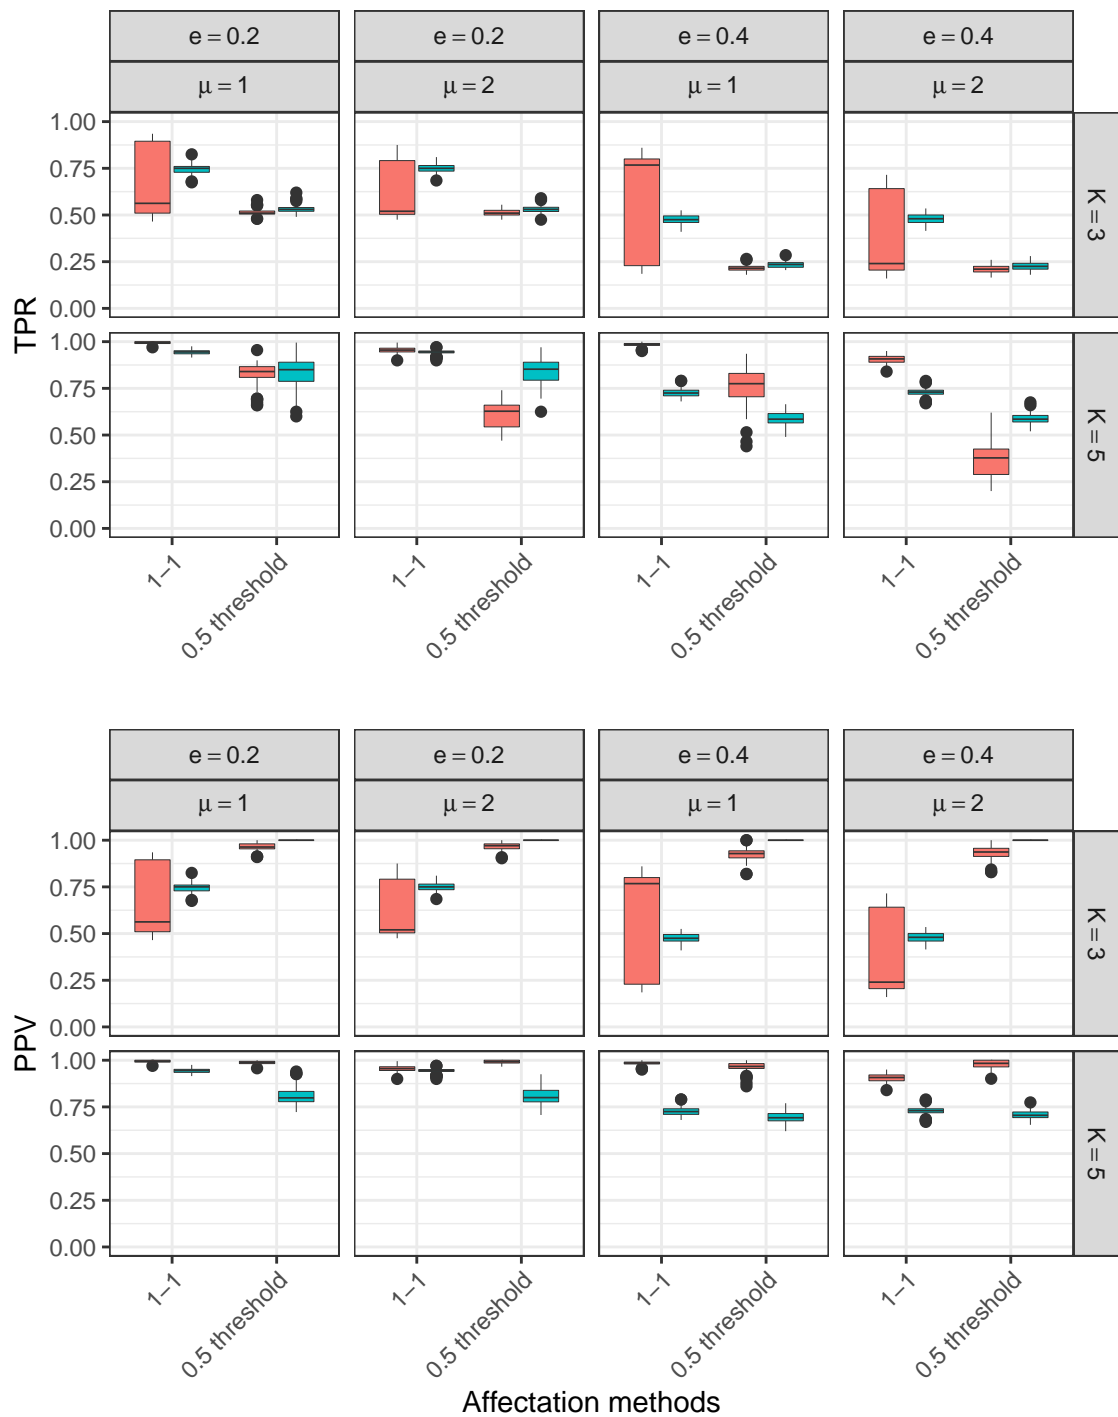 e = 0.2 e = 0.2 e = 0.4 e = 0.4
μ = 1 μ = 2 μ = 1 μ = 2
TPR
1.00
0.75
0.50
0.25
0.00
K = 3
1.00
0.75
0.50
0.25
0.00
K = 5
1−1 0.5 threshold 1−1 0.5 threshold 1−1 0.5 threshold 1−1 0.5 threshold
e = 0.2 e = 0.2 e = 0.4 e = 0.4
μ = 1 μ = 2 μ = 1 μ = 2
PPV
1.00
0.75
0.50
0.25
0.00
K = 3
1.00
0.75
0.50
0.25
0.00
K = 5
1−1 0.5 threshold 1−1 0.5 threshold 1−1 0.5 threshold 1−1 0.5 threshold
Affectation methods